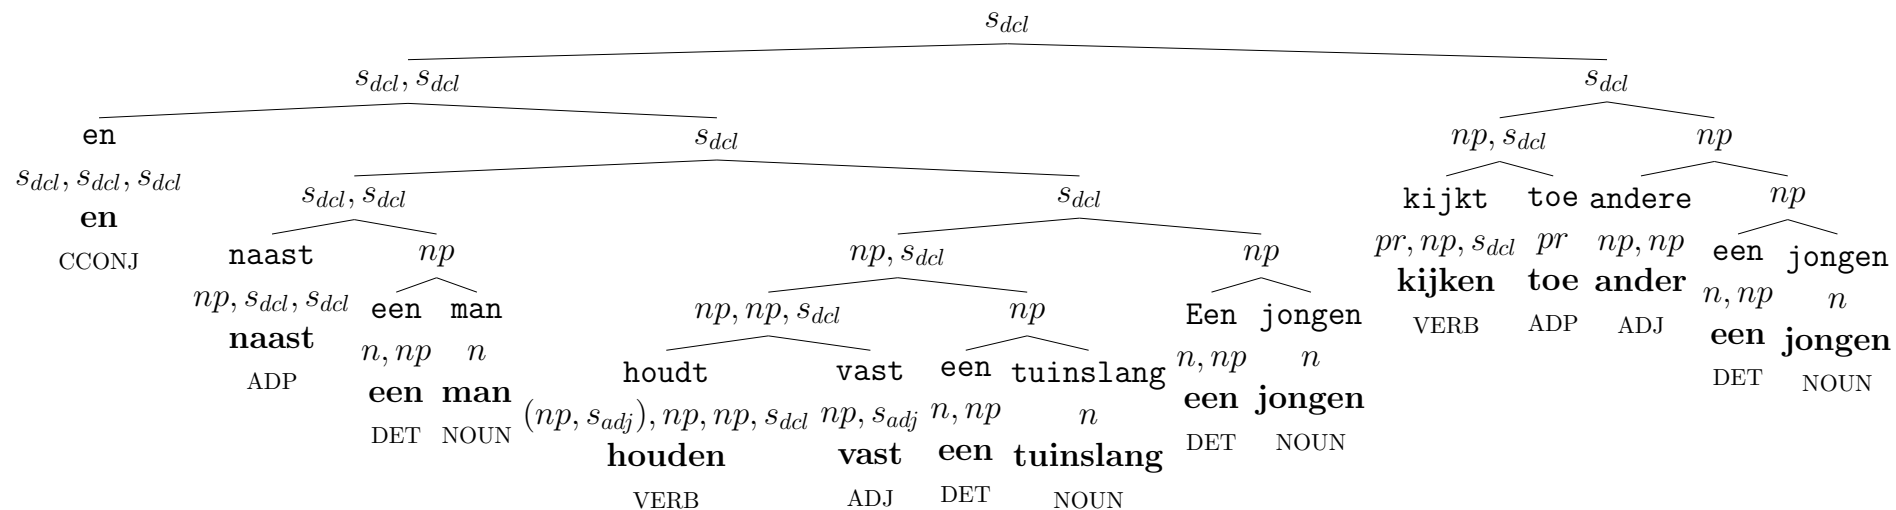 s_dcl
s_dcl, s_dcl s_dcl
en s_dcl np, s_dcl np
s_dcl, s_dcl, s_dcl s_dcl, s_dcl s_dcl kijkt toe andere np
en naast np np, s_dcl np pr, np, s_dcl pr np, np een jongen
CCONJ np, s_dcl, s_dcl een man np, np, s_dcl np Een jongen kijken toe ander n, np n
naast n, np n houdt vast een tuinslang n, np n VERB ADP ADJ een jongen
ADP een man (np, s_adj), np, np, s_dcl np, s_adj n, np n een jongen DET NOUN
DET NOUN houden vast een tuinslang DET NOUN
VERB ADJ DET NOUN